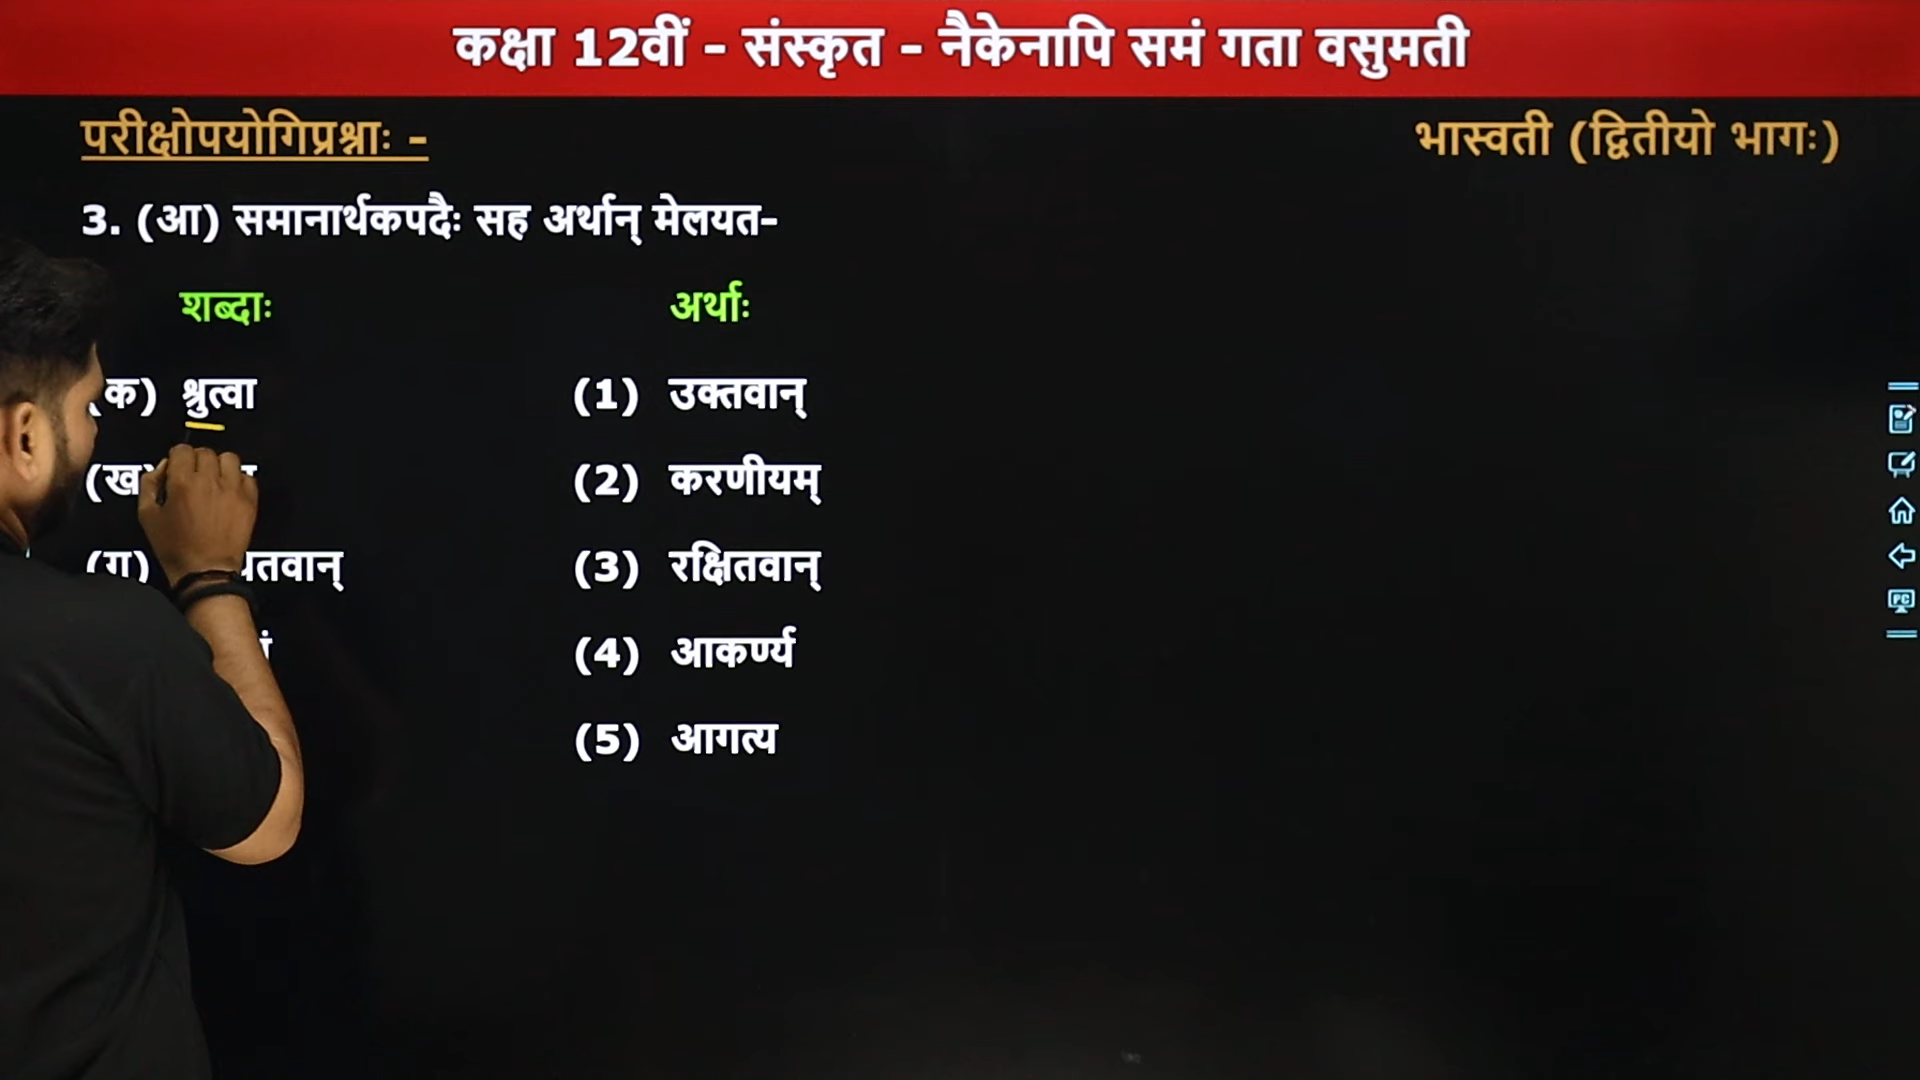 कक्षा 12वीं - संस्कृत - नैकेनापि समं गता वसुमती
परीक्षोपयोगिप्रश्नाः - भास्वती (द्वितीयो भागः)
3. (आ) समानार्थकपदैः सह अर्थान् मेलयत-
शब्दाः अर्थाः
(क) श्रुत्वा (1) उक्तवान्
(ख) (2) करणीयम्
(ग) (3) रक्षितवान्
(4) आकर्ण्य
(5) आगत्य
PC